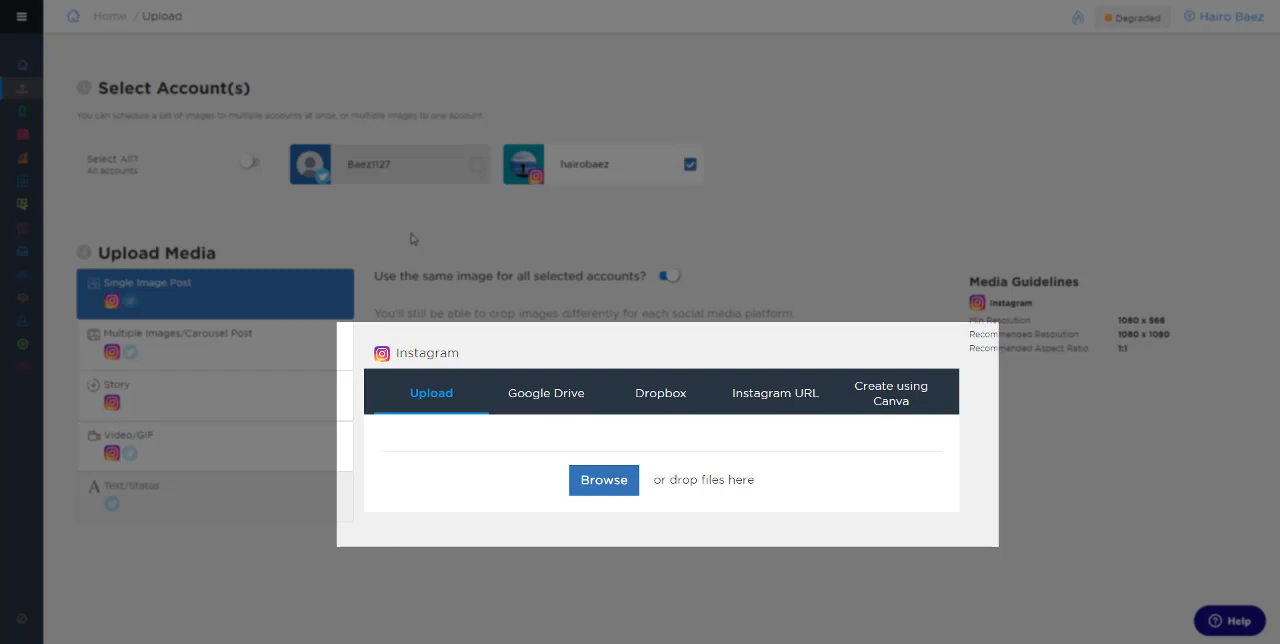 Home / Upload
Degraded
Hairo Baez
Select Account(s)
You can schedule a set of images to multiple accounts at once, or multiple images to one account.
Select All?
All accounts
Baez1127
hairobaez
Upload Media
Single Image Post
Multiple Images/Carousel Post
Story
Video/GIF
Text/Status
Use the same image for all selected accounts?
You'll still be able to crop images differently for each social media platform
Instagram
Upload
Google Drive
Dropbox
Instagram URL
Create using
Canva
Browse
or drop files here
Media Guidelines
Instagram
Min Resolution 1080 x 566
Recommended Resolution 1080 x 1080
Recommended Aspect Ratio 1:1
Help